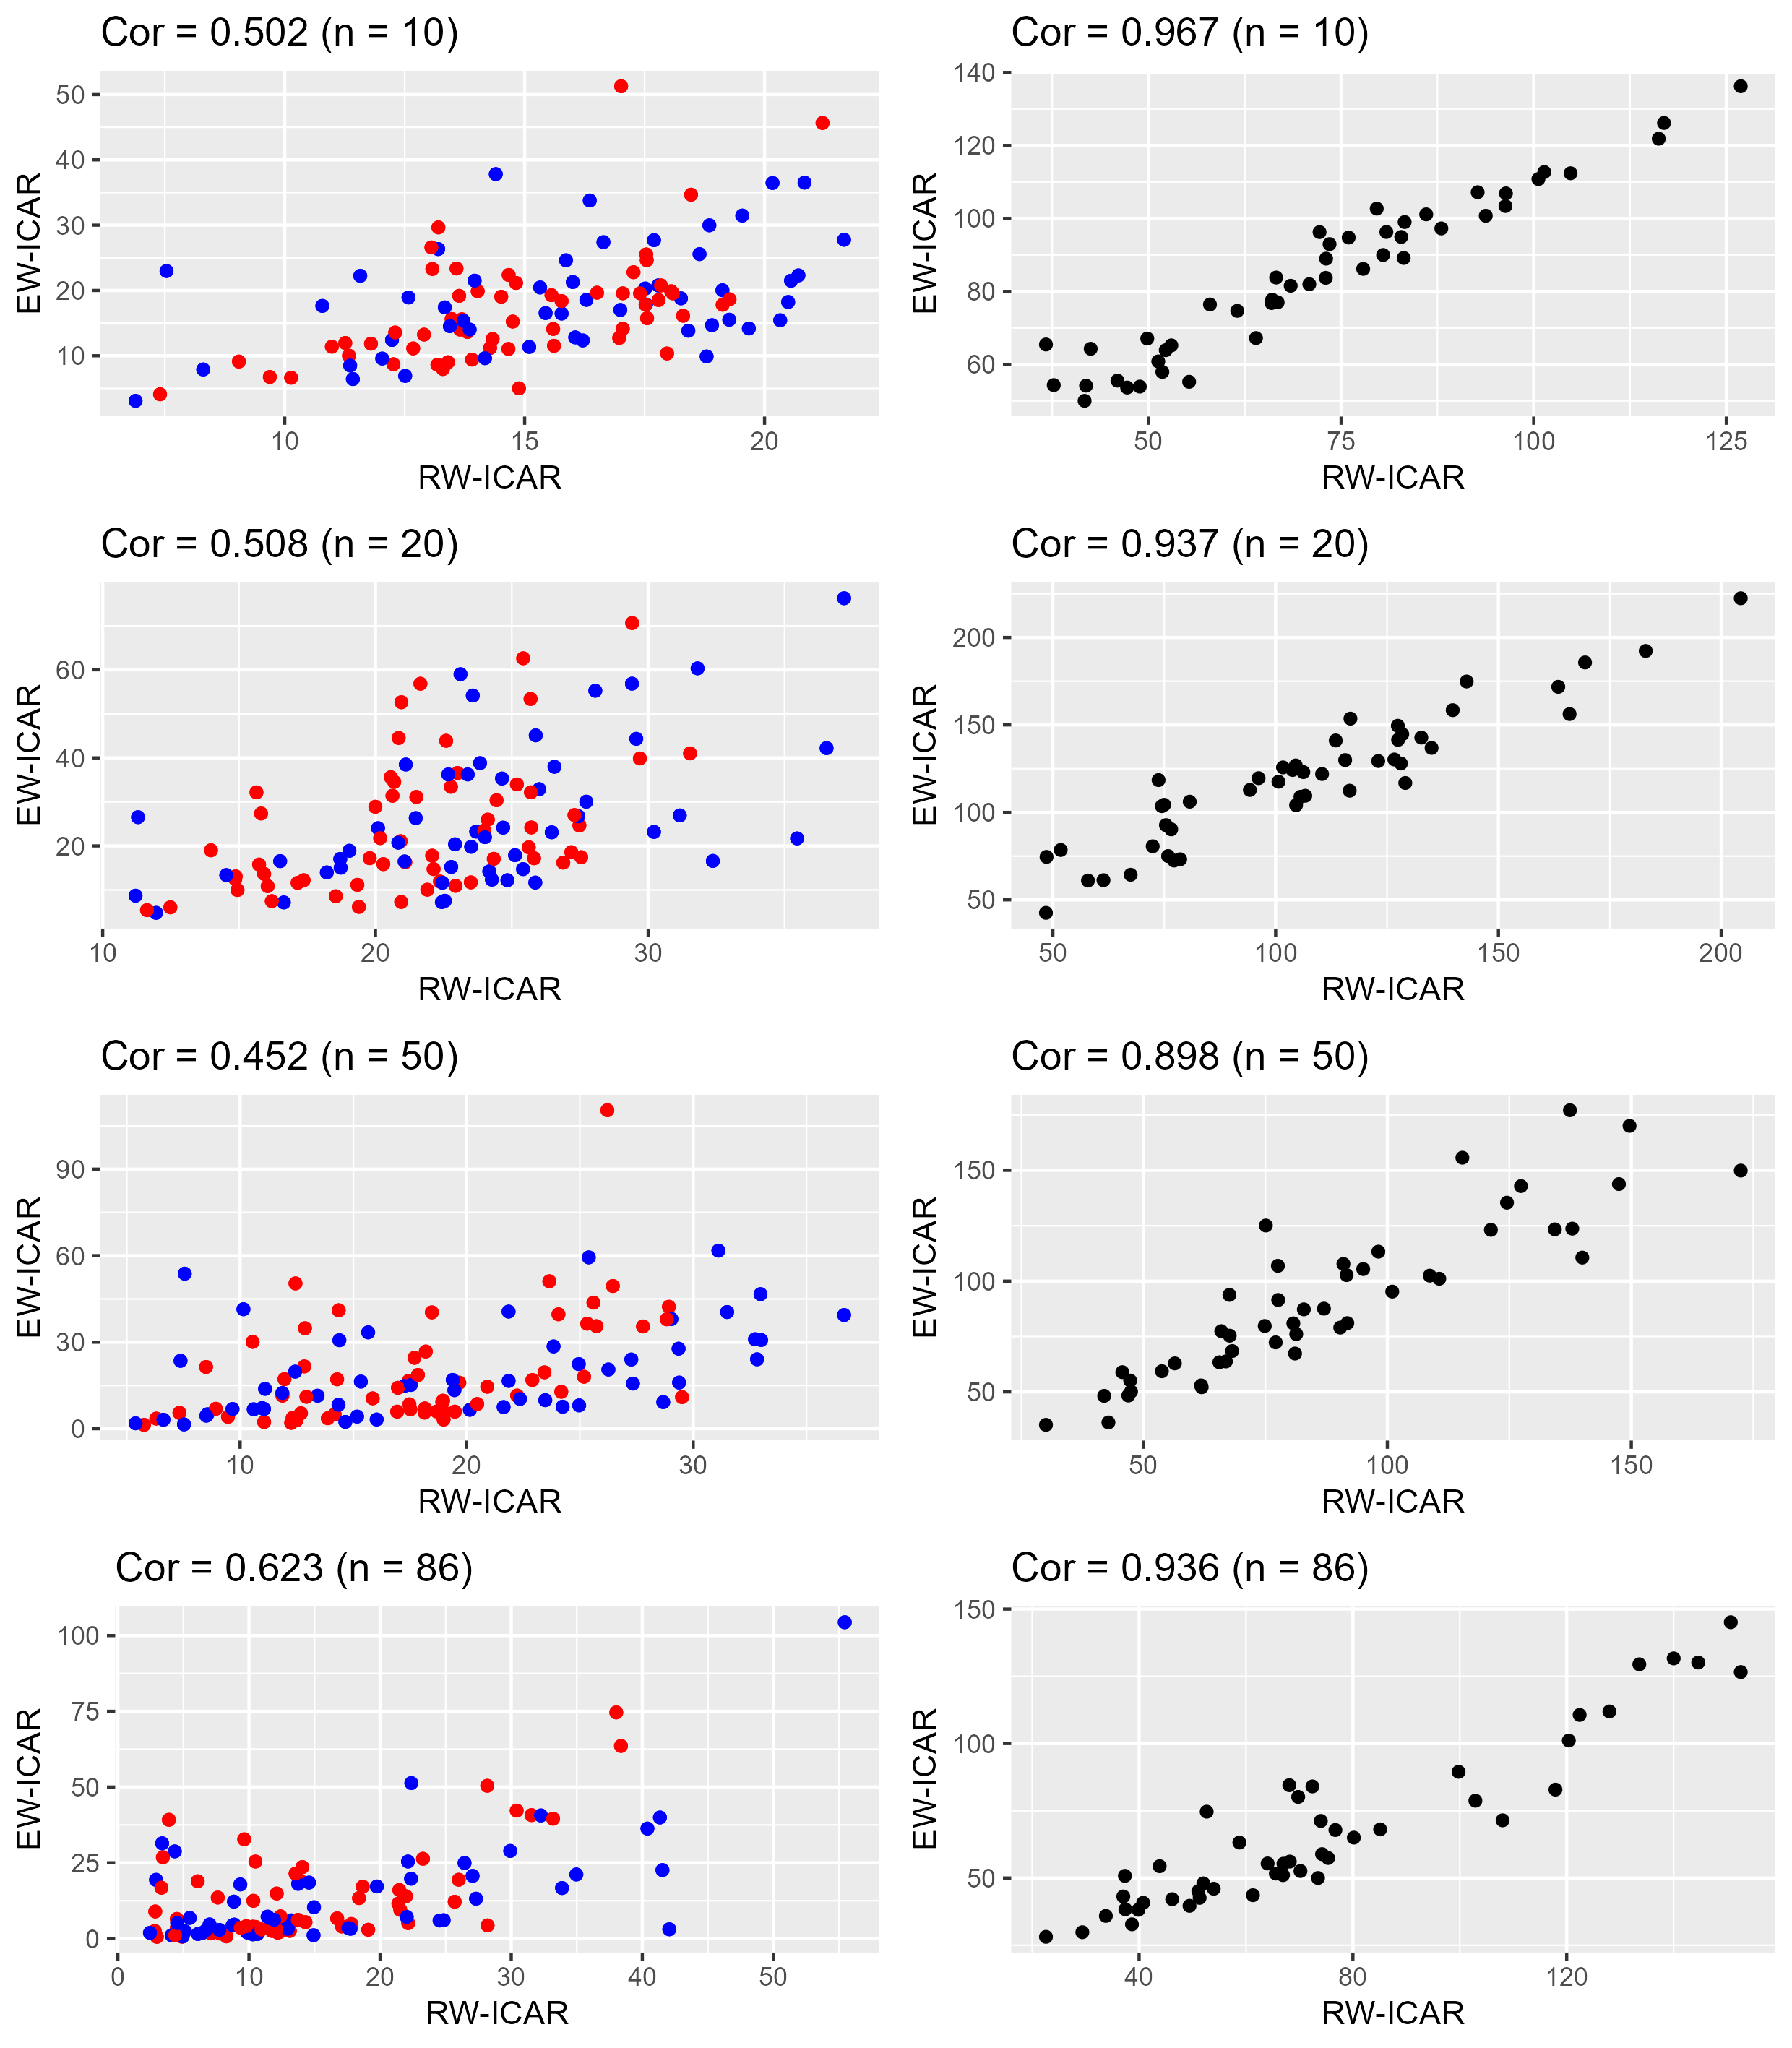 Cor = 0.502 (n = 10)
EW-ICAR
50
40
30
20
10
10 15 20
RW-ICAR
Cor = 0.967 (n = 10)
EW-ICAR
140
120
100
80
60
50 75 100 125
RW-ICAR
Cor = 0.508 (n = 20)
EW-ICAR
60
40
20
10 20 30
RW-ICAR
Cor = 0.937 (n = 20)
EW-ICAR
200
150
100
50
50 100 150 200
RW-ICAR
Cor = 0.452 (n = 50)
EW-ICAR
90
60
30
0
10 20 30
RW-ICAR
Cor = 0.898 (n = 50)
EW-ICAR
150
100
50
50 100 150
RW-ICAR
Cor = 0.623 (n = 86)
EW-ICAR
100
75
50
25
0
0 10 20 30 40 50
RW-ICAR
Cor = 0.936 (n = 86)
EW-ICAR
150
100
50
40 80 120
RW-ICAR